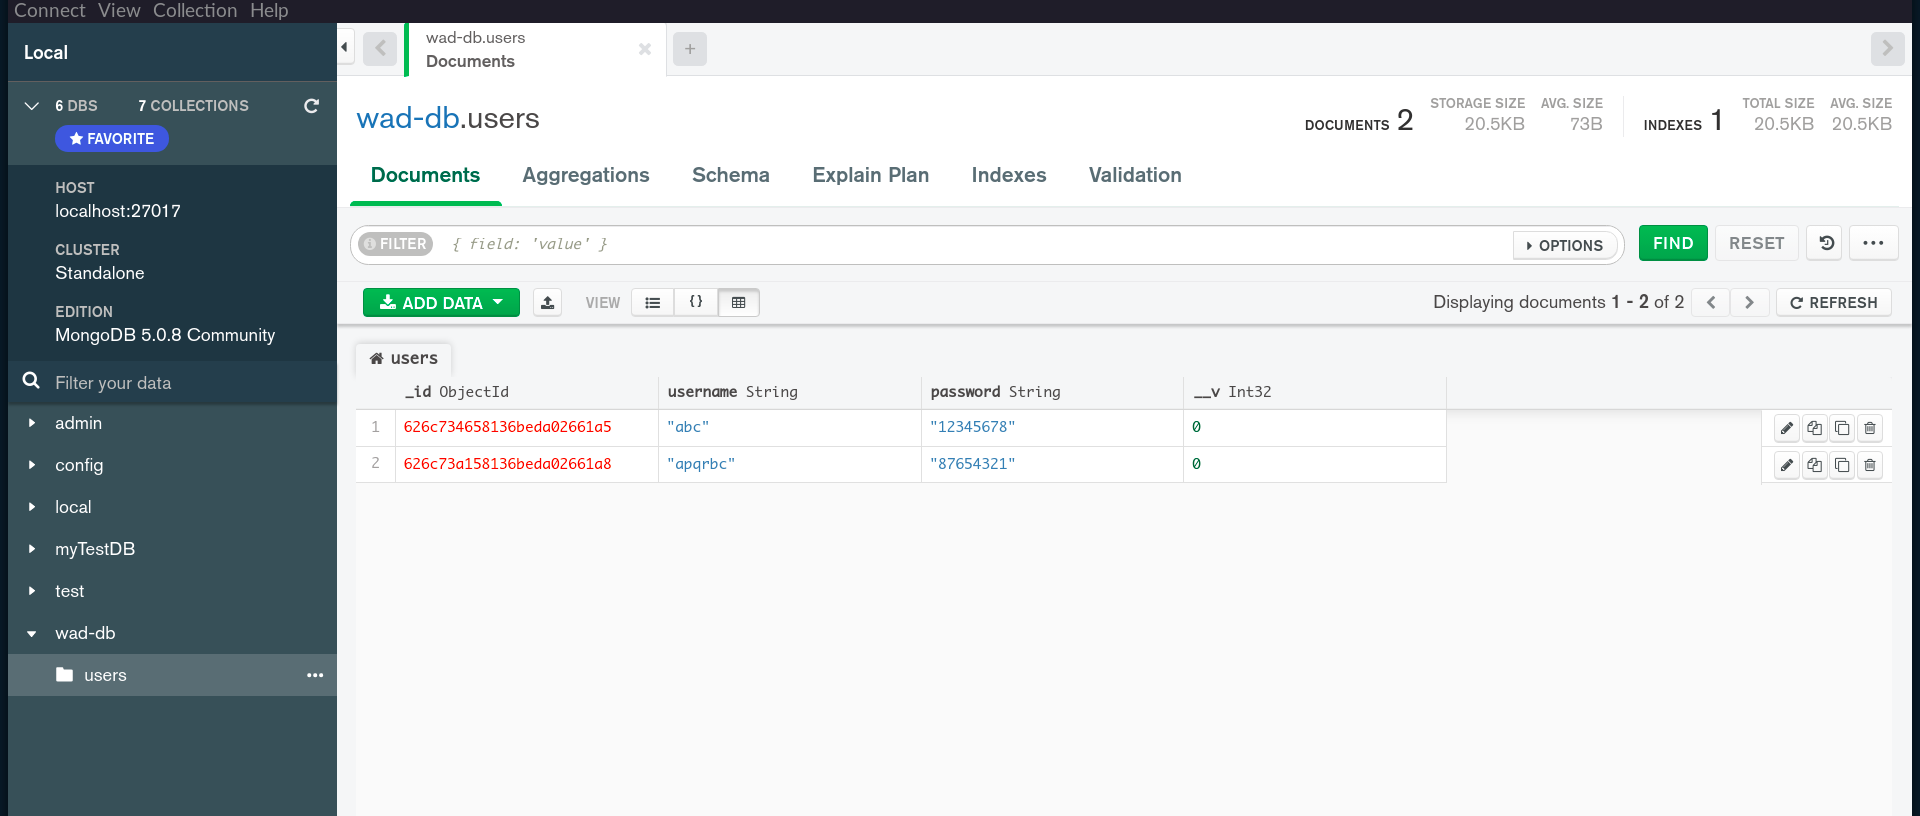 Connect View Collection Help
Local
6 DBS 7 COLLECTIONS
FAVORITE
HOST
localhost:27017
CLUSTER
Standalone
EDITION
MongoDB 5.0.8 Community
Filter your data
admin
config
local
myTestDB
test
wad-db
users
wad-db.users
Documents
wad-db.users
DOCUMENTS 2
STORAGE SIZE
20.5KB
AVG. SIZE
73B
INDEXES 1
TOTAL SIZE
20.5KB
AVG. SIZE
20.5KB
Documents Aggregations Schema Explain Plan Indexes Validation
FILTER { field: 'value' } OPTIONS FIND RESET
ADD DATA VIEW {} Displaying documents 1 - 2 of 2 REFRESH
users
_id ObjectId username String password String __v Int32
1 626c734658136beda02661a5 "abc" "12345678" 0
2 626c73a158136beda02661a8 "apqrbc" "87654321" 0